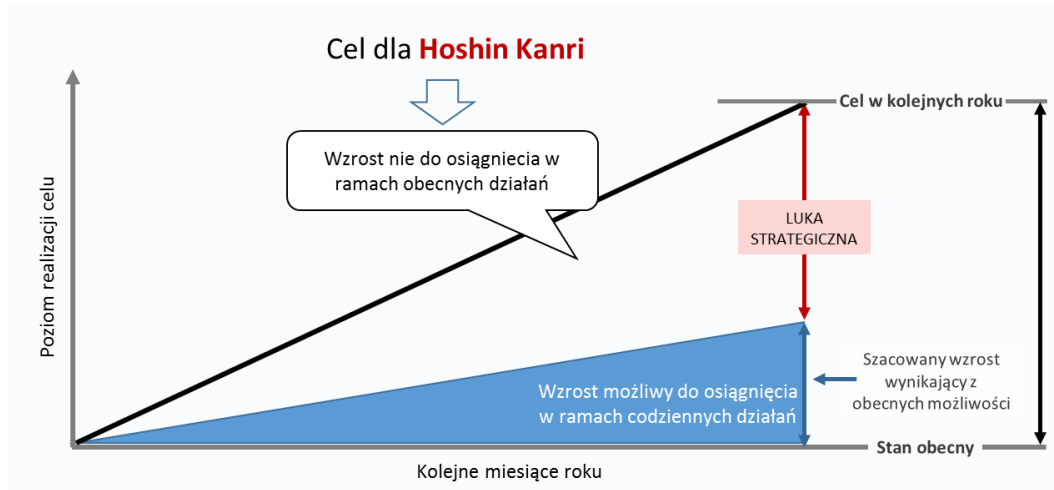 Cel dla Hoshin Kanri
Cel w kolejnych roku
Wzrost nie do osiągniecia w
ramach obecnych działań
Poziom realizacji celu
LUKA
STRATEGICZNA
Szacowany wzrost
wynikający z
obecnych możliwości
Wzrost możliwy do osiągnięcia
w ramach codziennych działań
Stan obecny
Kolejne miesiące roku